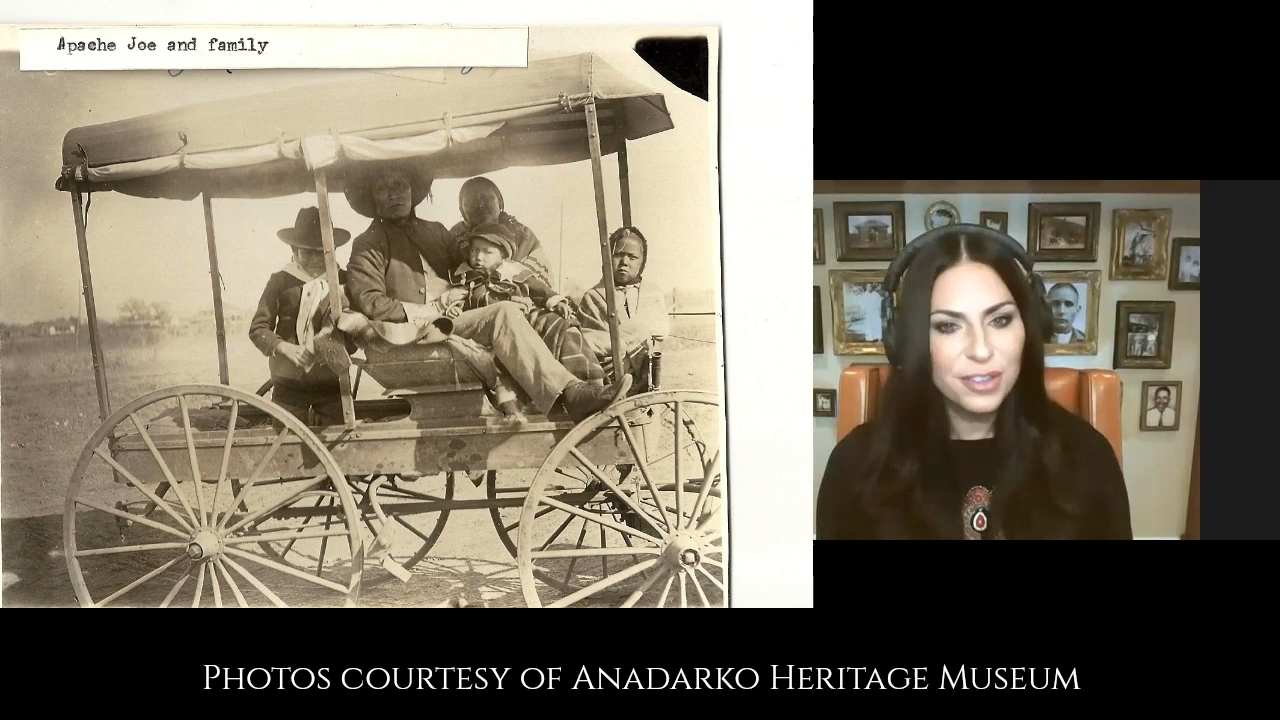 Apache Joe and family
Photos courtesy of Anadarko Heritage Museum